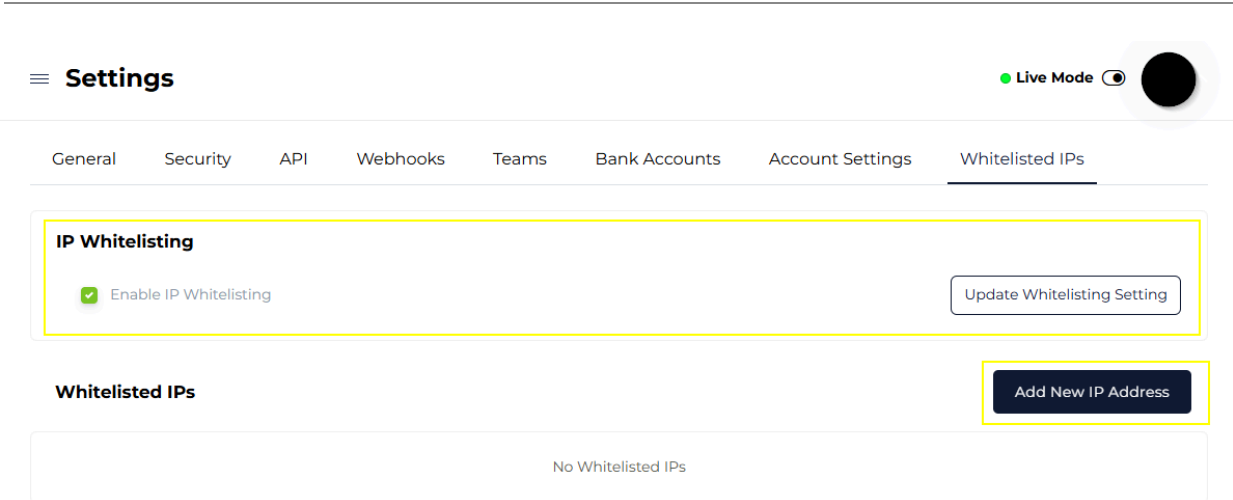 Settings
Live Mode
General Security API Webhooks Teams Bank Accounts Account Settings Whitelisted IPs
IP Whitelisting
Enable IP Whitelisting Update Whitelisting Setting
Whitelisted IPs Add New IP Address
No Whitelisted IPs